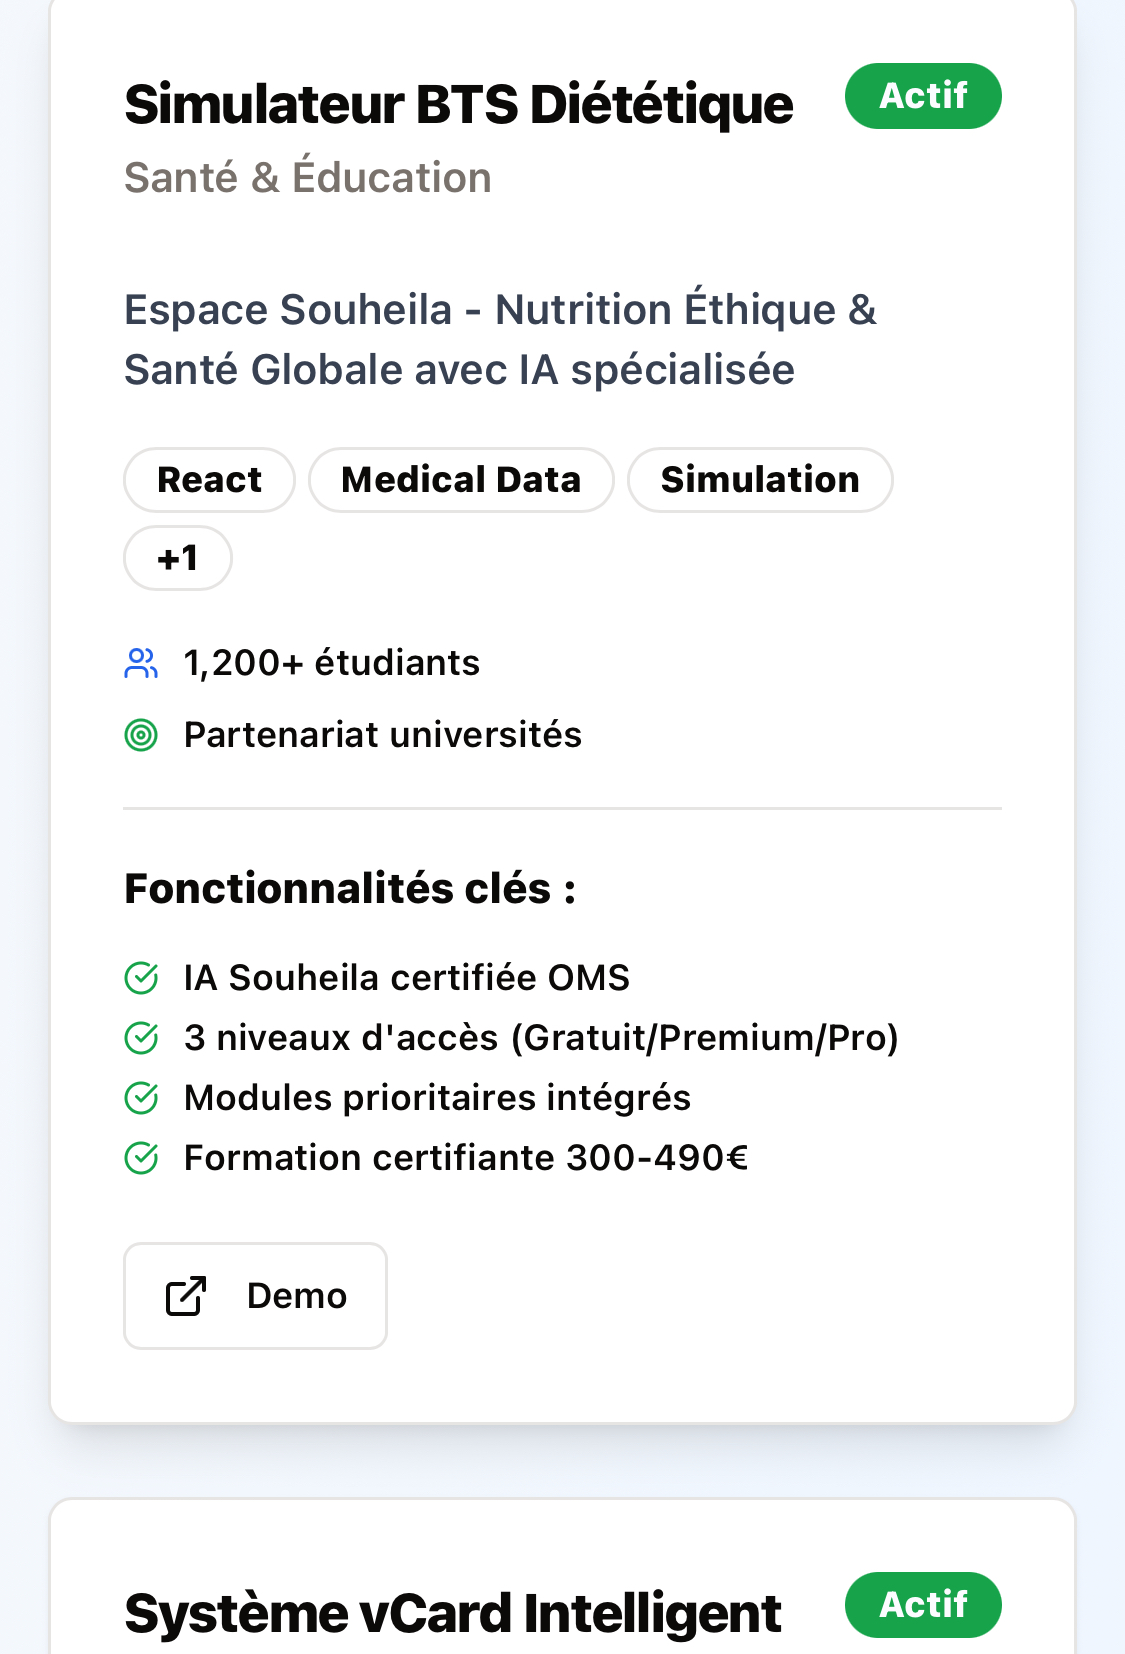 Simulateur BTS Diététique
Actif
Santé & Éducation
Espace Souheila - Nutrition Éthique &
Santé Globale avec IA spécialisée
React
Medical Data
Simulation
+1
1,200+ étudiants
Partenariat universités
Fonctionnalités clés :
IA Souheila certifiée OMS
3 niveaux d'accès (Gratuit/Premium/Pro)
Modules prioritaires intégrés
Formation certifiante 300-490€
Demo
Système vCard Intelligent
Actif